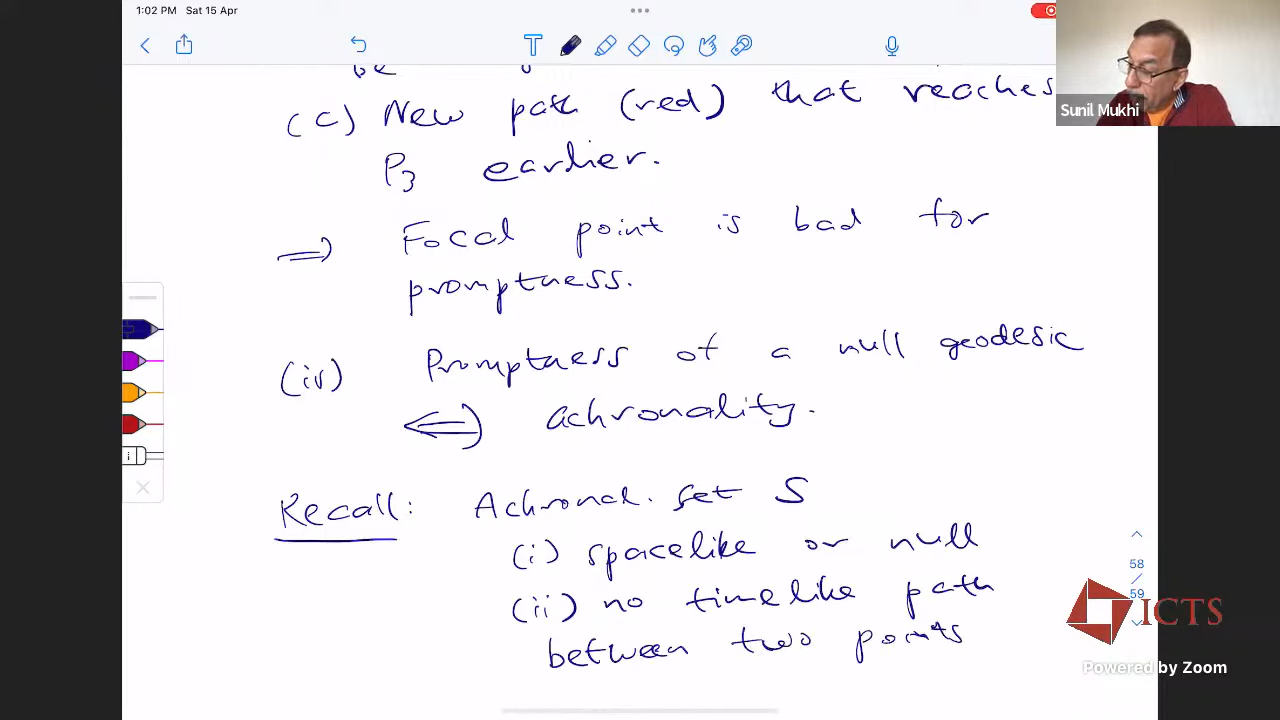 1:02 PM Sat 15 Apr
(c) New path (red) that reaches
P3 earlier.
⟹ Focal point is bad for
promptness.
(iv) Promptness of a null geodesic
⟺ achronality.
Recall: Achronal. set S
(i) spacelike or null
(ii) no timelike path
between two points
Sunil Mukhi
T
i
58
/
59
ICTS
Powered by Zoom